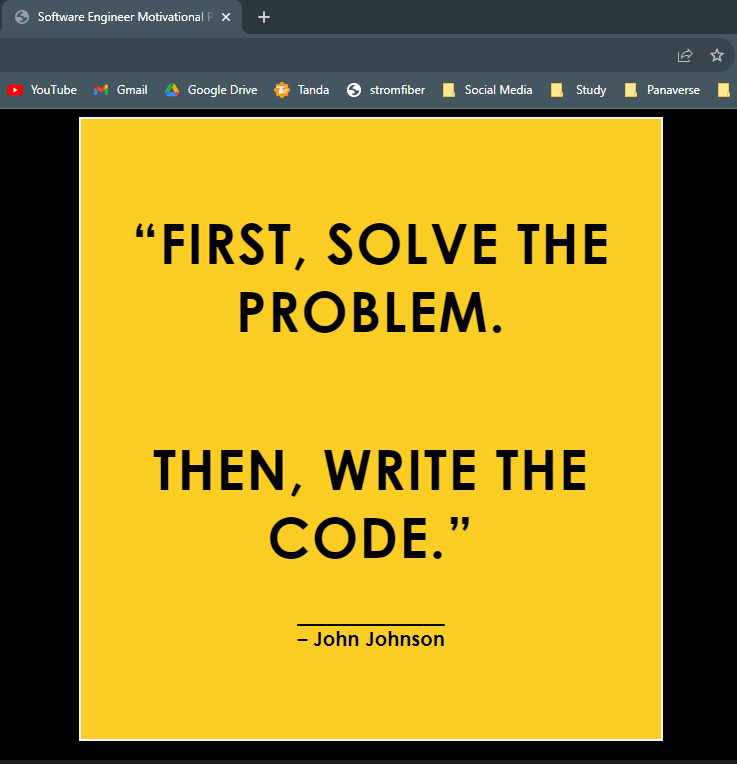 Software Engineer Motivational
YouTube Gmail Google Drive Tanda stromfiber Social Media Study Panaverse
“FIRST, SOLVE THE
PROBLEM.
THEN, WRITE THE
CODE.”
– John Johnson